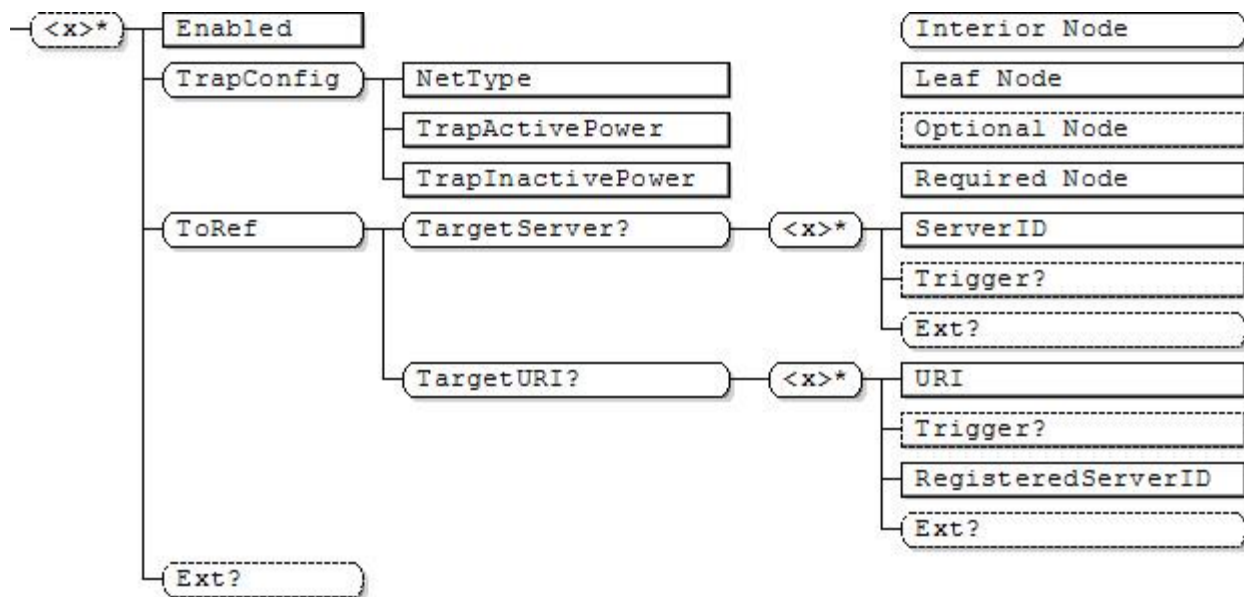 <x>* Enabled Interior Node
TrapConfig NetType Leaf Node
TrapActivePower Optional Node
TrapInactivePower Required Node
ToRef TargetServer? <x>* ServerID
Trigger?
Ext?
TargetURI? <x>* URI
Trigger?
RegisteredServerID
Ext?
Ext?